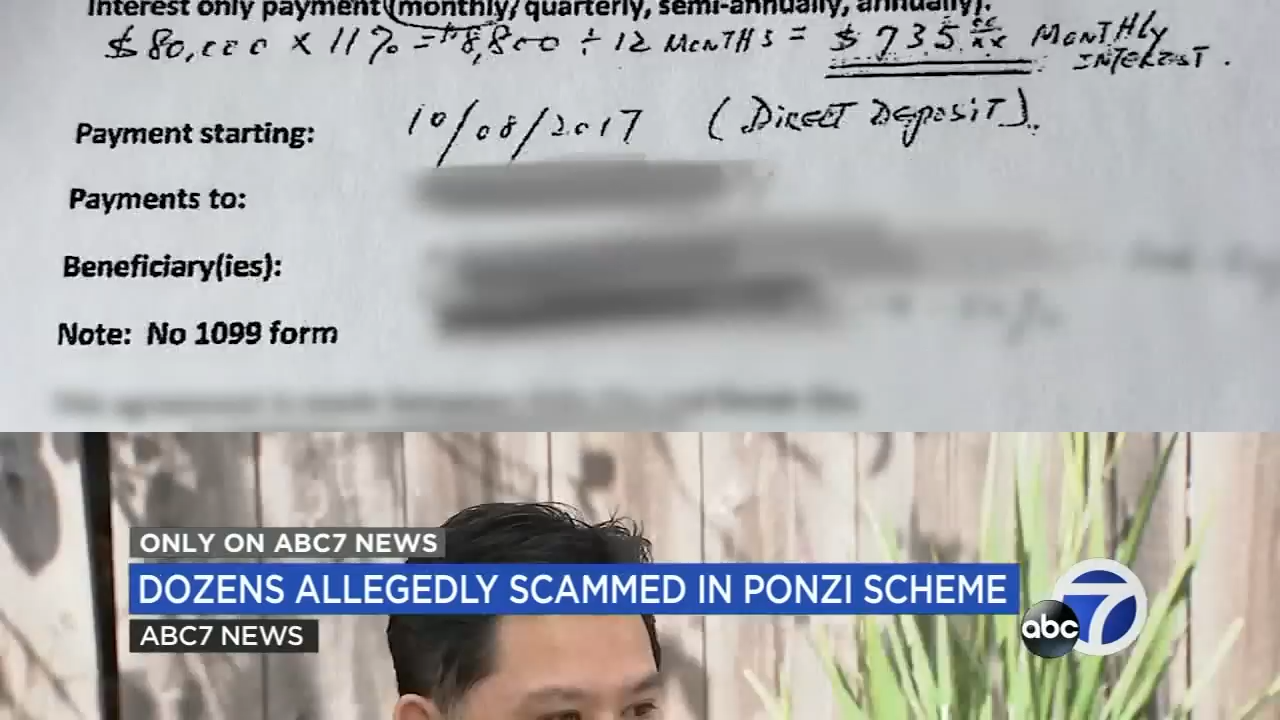 Interest only payment (monthly/ quarterly, semi-annually, annually):
$80,000 X 11% = $8,800 ÷ 12 MONTHS = $735 xx/xx MONTHLY INTEREST.
Payment starting: 10/08/2017 (DIRECT DEPOSIT).
Payments to:
Beneficiary(ies):
Note: No 1099 form
ONLY ON ABC7 NEWS
DOZENS ALLEGEDLY SCAMMED IN PONZI SCHEME
ABC7 NEWS
abc 7